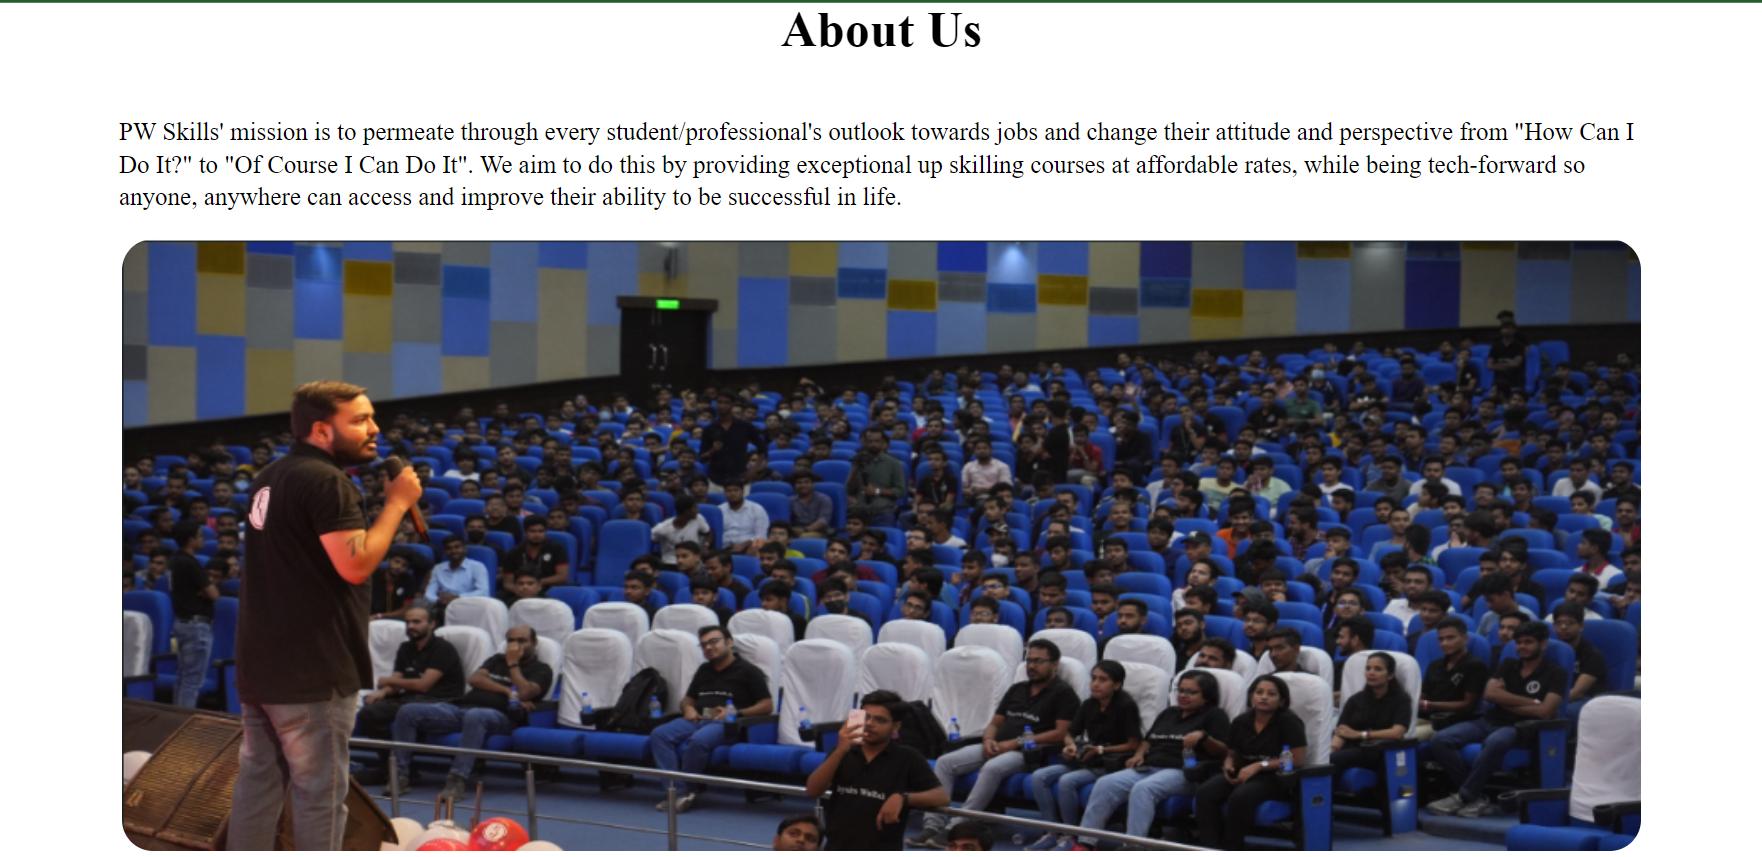 About Us
PW Skills' mission is to permeate through every student/professional's outlook towards jobs and change their attitude and perspective from "How Can I
Do It?" to "Of Course I Can Do It". We aim to do this by providing exceptional up skilling courses at affordable rates, while being tech-forward so
anyone, anywhere can access and improve their ability to be successful in life.